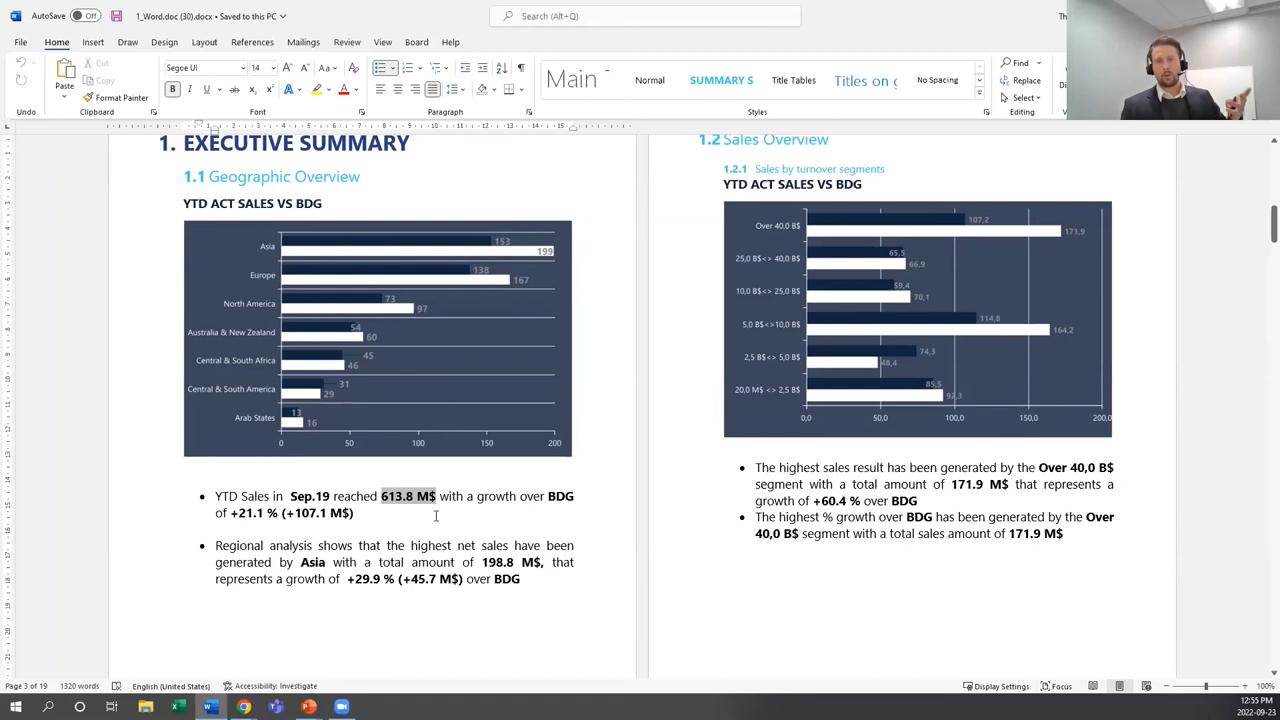 AutoSave Off 1_Word.doc (30).docx • Saved to this PC
Search (Alt+Q)
Th
File Home Insert Draw Design Layout References Mailings Review View Board Help
Paste
Cut
Copy
Format Painter
Segoe UI 14
Main
Normal
SUMMARY S
Title Tables
Titles on
No Spacing
Find
Replace
Select
Undo Clipboard Font Paragraph Styles Editing
1. EXECUTIVE SUMMARY
1.1 Geographic Overview
YTD ACT SALES VS BDG
Asia 153
199
Europe 138
167
North America 73
97
Australia & New Zealand 54
60
Central & South Africa 45
46
Central & South America 31
29
Arab States 13
16
0 50 100 150 200
• YTD Sales in Sep.19 reached 613.8 M$ with a growth over BDG
of +21.1 % (+107.1 M$)
• Regional analysis shows that the highest net sales have been
generated by Asia with a total amount of 198.8 M$, that
represents a growth of +29.9 % (+45.7 M$) over BDG
1.2 Sales Overview
1.2.1 Sales by turnover segments
YTD ACT SALES VS BDG
Over 40,0 B$ 107,2
171,9
25,0 B$<> 40,0 B$ 65,5
66,9
10,0 B$<> 25,0 B$ 59,4
70,1
5,0 B$<>10,0 B$ 114,8
164,2
2,5 B$<> 5,0 B$ 74,3
48,4
20,0 M$ <> 2,5 B$ 85,5
92,3
0,0 50,0 100,0 150,0 200,0
• The highest sales result has been generated by the Over 40,0 B$
segment with a total amount of 171.9 M$ that represents a
growth of +60.4 % over BDG
• The highest % growth over BDG has been generated by the Over
40,0 B$ segment with a total sales amount of 171.9 M$
Page 3 of 19 1320 words English (United States) Accessibility: Investigate
Display Settings Focus 100%
12:55 PM
2022-09-23